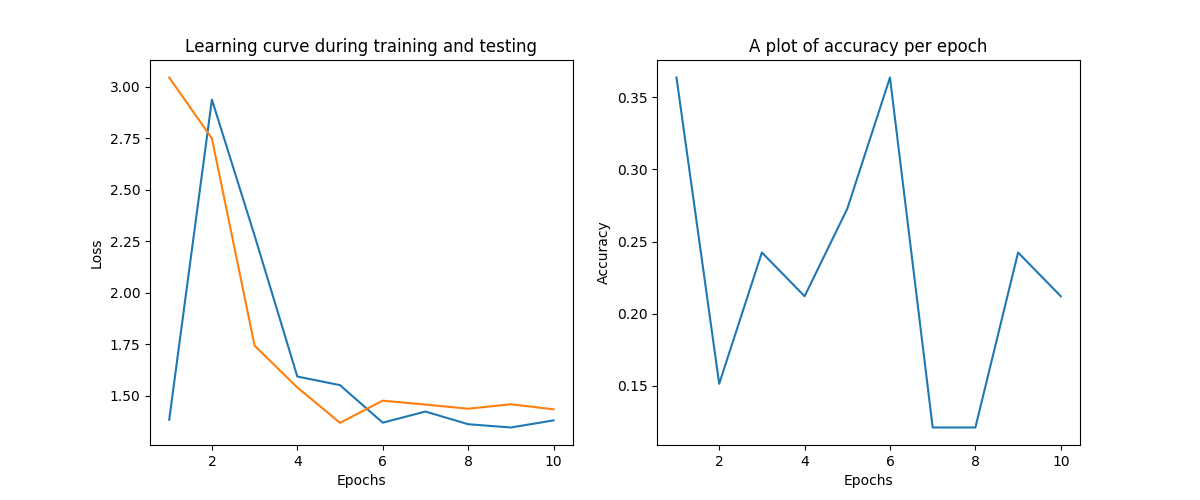 Learning curve during training and testing
3.00
2.75
2.50
2.25
2.00
1.75
1.50
Loss
2 4 6 8 10
Epochs
A plot of accuracy per epoch
0.35
0.30
0.25
0.20
0.15
Accuracy
2 4 6 8 10
Epochs